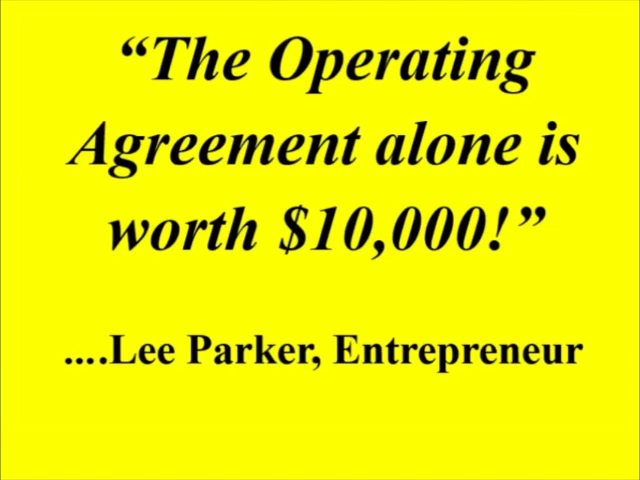 “The Operating
Agreement alone is
worth $10,000!”
....Lee Parker, Entrepreneur